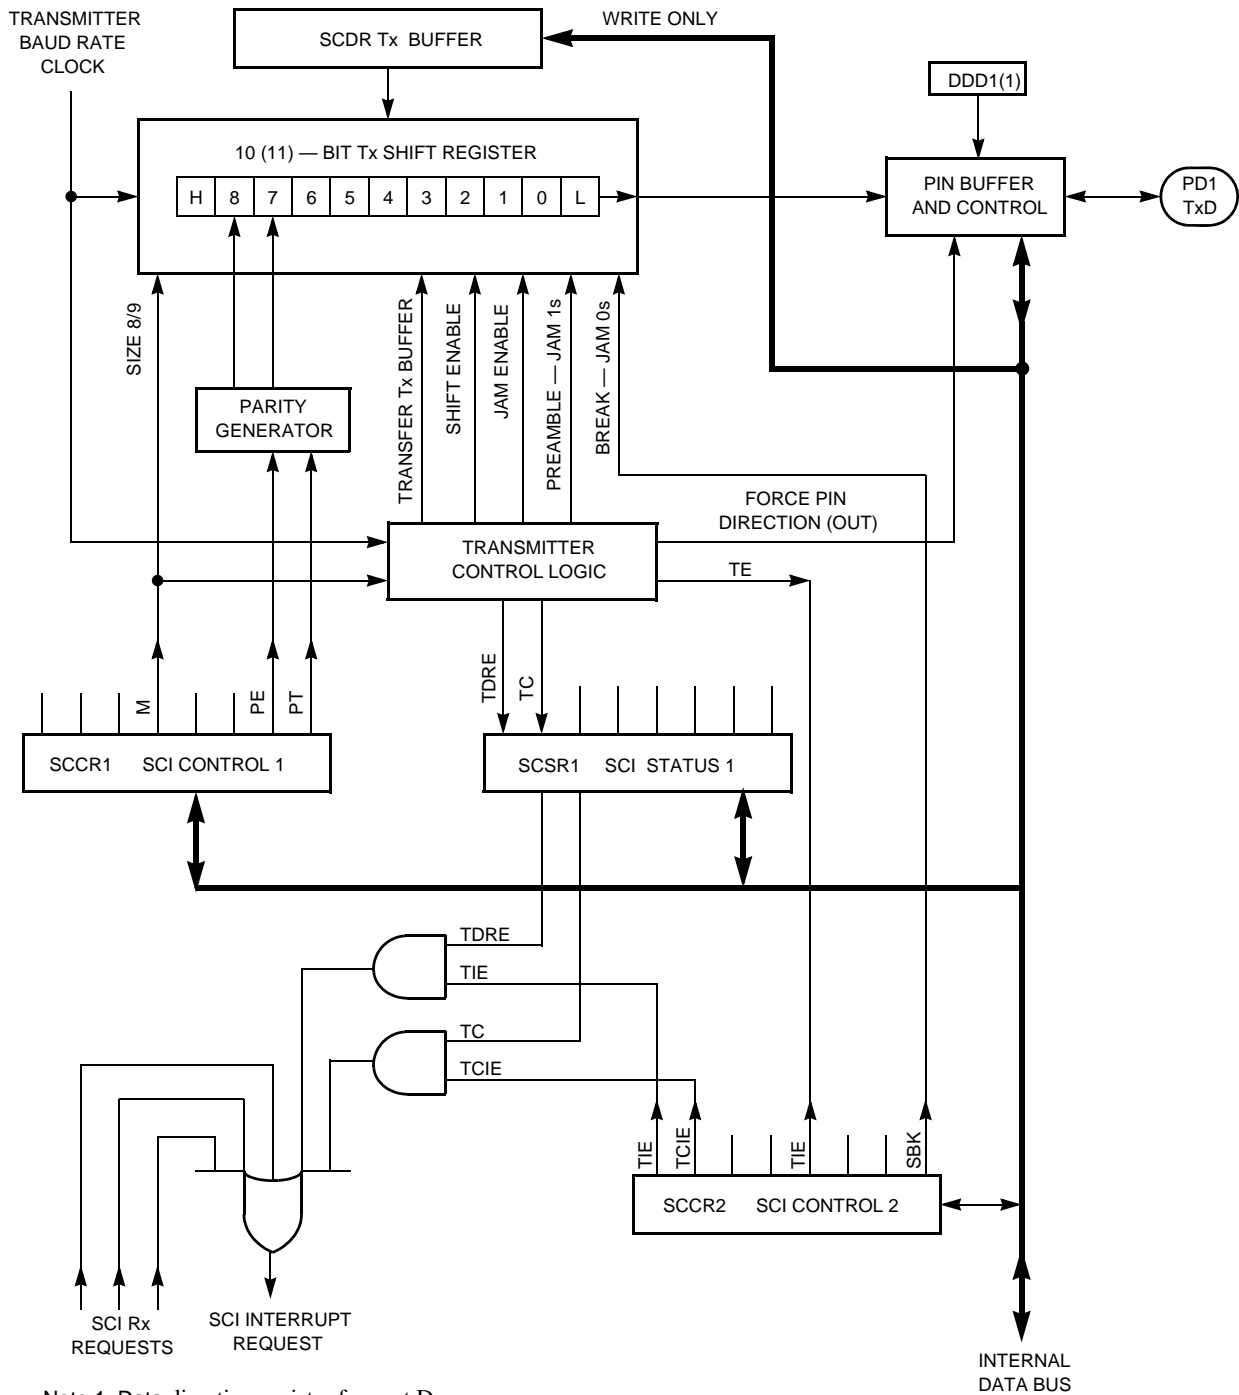 TRANSMITTER
BAUD RATE
CLOCK
SCDR Tx BUFFER
WRITE ONLY
DDD1(1)
10 (11) — BIT Tx SHIFT REGISTER
H 8 7 6 5 4 3 2 1 0 L
PIN BUFFER
AND CONTROL
PD1
TxD
SIZE 8/9
TRANSFER Tx BUFFER
SHIFT ENABLE
JAM ENABLE
PREAMBLE — JAM 1s
BREAK — JAM 0s
PARITY
GENERATOR
FORCE PIN
DIRECTION (OUT)
TRANSMITTER
CONTROL LOGIC
TE
M
PE
PT
TDRE
TC
SCCR1 SCI CONTROL 1
SCSR1 SCI STATUS 1
TDRE
TIE
TC
TCIE
TIE
TCIE
TIE
SBK
SCCR2 SCI CONTROL 2
SCI Rx
REQUESTS
SCI INTERRUPT
REQUEST
INTERNAL
DATA BUS